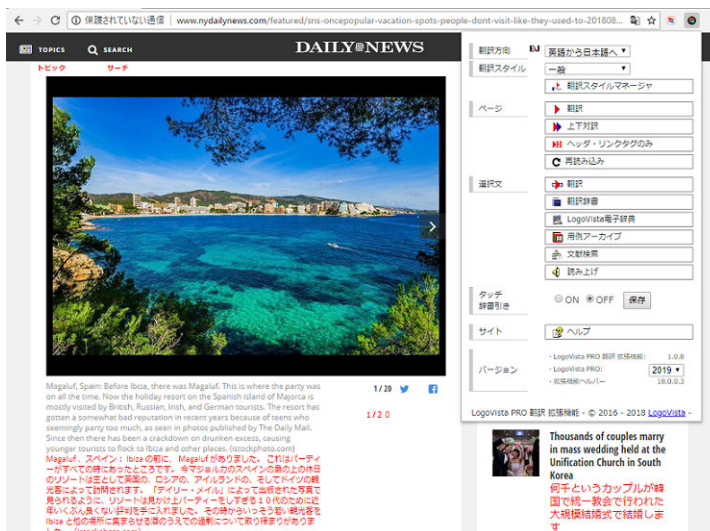 保護されていない通信 | www.nydailynews.com/featured/sns-oncepopular-vacation-spots-people-dont-visit-like-they-used-to-201808...
TOPICS
SEARCH
DAILY NEWS
トピック
サーチ
翻訳方向
EJ
英語から日本語へ
翻訳スタイル
一般
翻訳スタイルマネージャ
ページ
翻訳
上下対訳
ヘッダ・リンクタグのみ
再読み込み
選択文
翻訳
翻訳辞書
LogoVista電子辞典
用例アーカイブ
文献検索
読み上げ
タッチ
辞書引き
ON
OFF
保存
サイト
ヘルプ
バージョン
・LogoVista PRO 翻訳 拡張機能:
1.0.8
・LogoVista PRO:
2019
・拡張機能ヘルパー
18.0.0.3
LogoVista PRO 翻訳 拡張機能 - © 2016 - 2018 LogoVista -
1/20
1/20
Magaluf, Spain: Before Ibiza, there was Magaluf. This is where the party was
on all the time. Now the holiday resort on the Spanish island of Majorca is
mostly visited by British, Russian, Irish, and German tourists. The resort has
gotten a somewhat bad reputation in recent years because of teens who
seemingly party too much, as seen in photos published by The Daily Mail.
Since then there has been a crackdown on drunken excess, causing
younger tourists to flock to Ibiza and other places. (istockphoto.com)
Magaluf、スペイン: Ibizaの前に、Magalufがありました。これはパーティ
ーがすべての時にあったところです。今マジョルカのスペインの島の上の休日
のリゾートは主として英国の、ロシアの、アイルランドの、そしてドイツの観
光客によって訪問されます。「デイリー・メイル」によって出版された写真で
見られるように、リゾートは見かけ上パーティーをしすぎる10代のために近
年いくぶん良くない評判を手に入れました。その時からいっそう若い観光客を
Ibizaと他の場所に集まらせる酒のうえでの過剰について取り締まりがありま
した。 (istockphoto.com)
Thousands of couples marry
in mass wedding held at the
Unification Church in South
Korea
何千というカップルが韓
国で統一教会で行われた
大規模結婚式で結婚しま
す